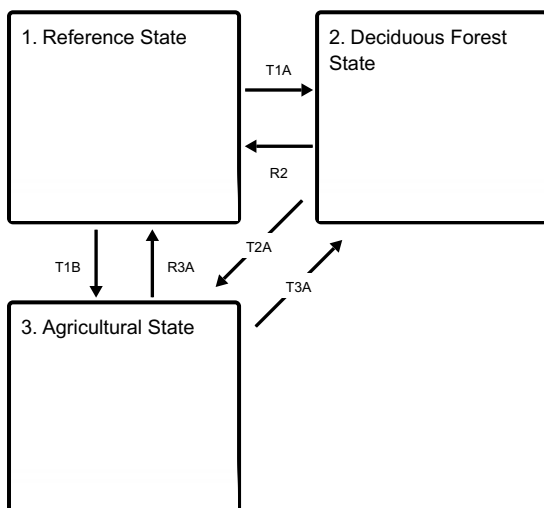 1. Reference State
2. Deciduous Forest
State
T1A
R2
T2A
T1B
R3A
T3A
3. Agricultural State